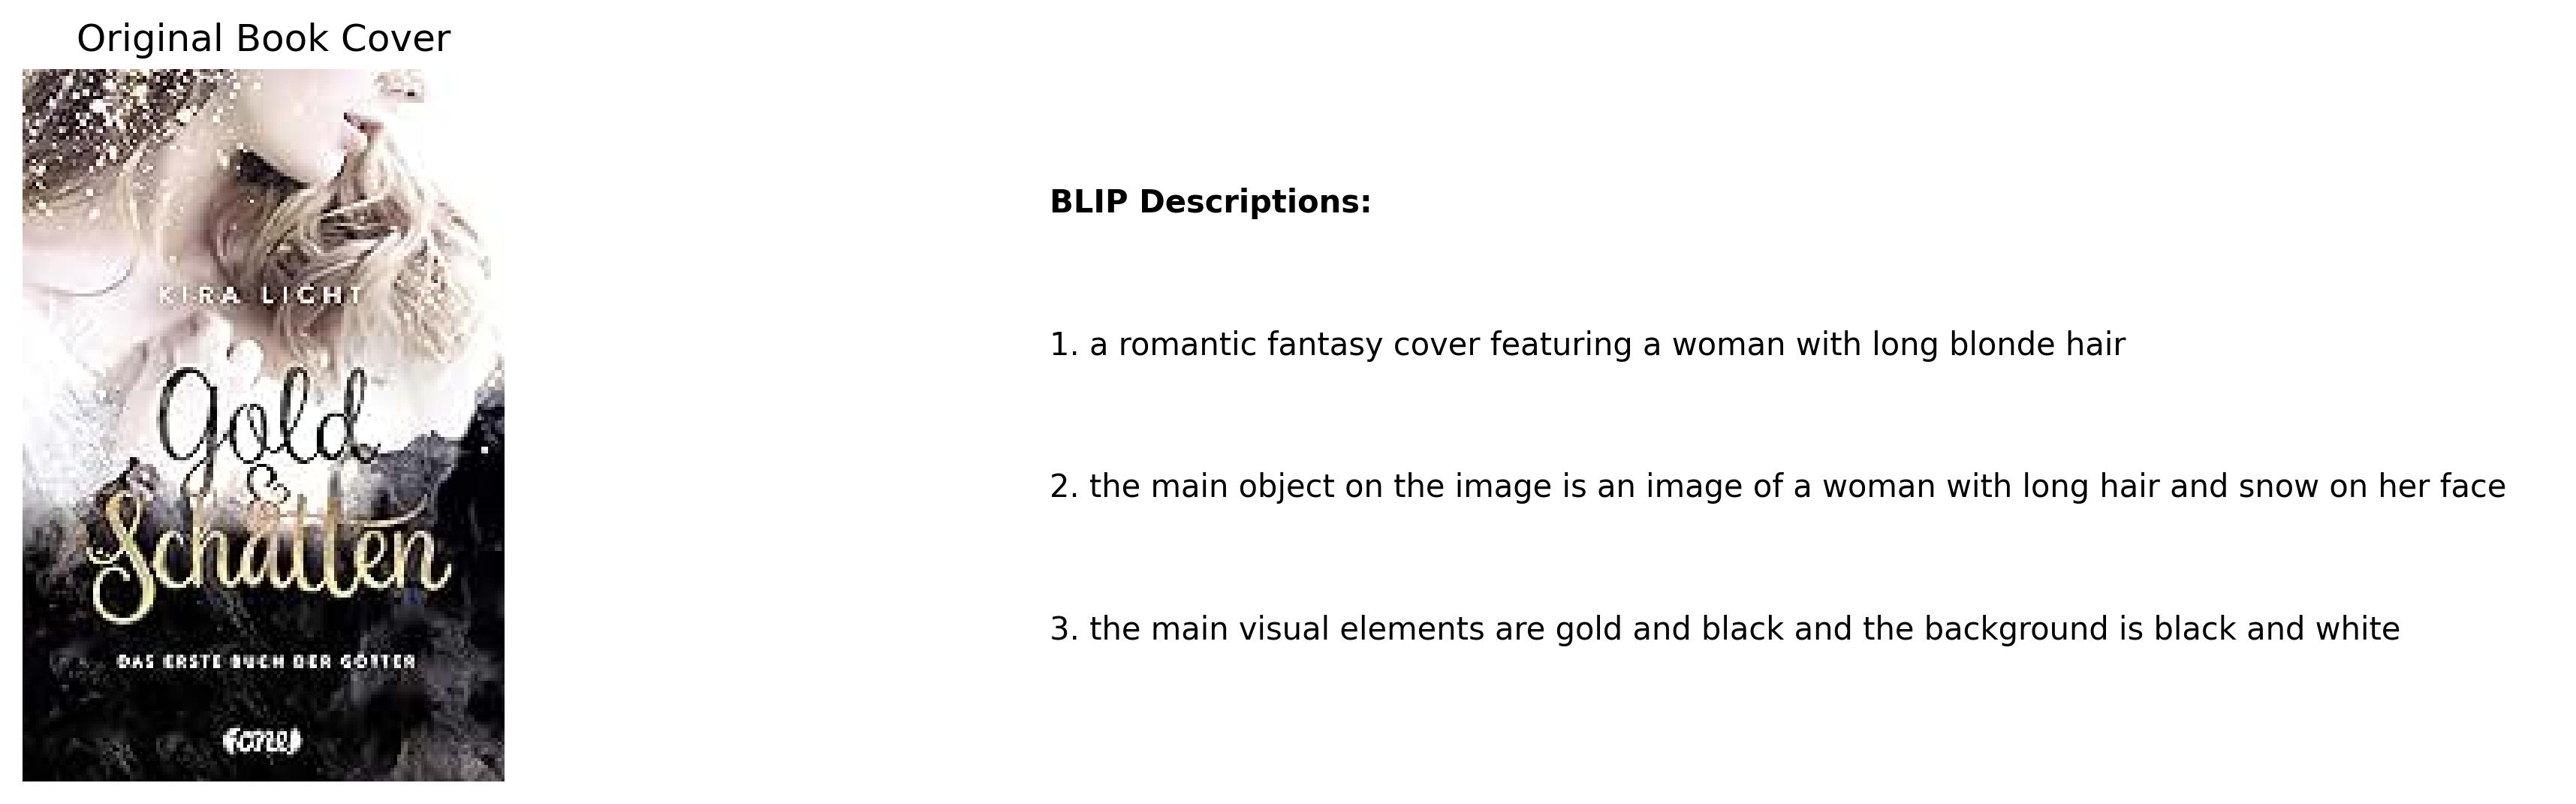 Original Book Cover
KIRA LIGHT
Gold
&
Schatten
DAS ERSTE BUCH DER GÖTTER
one
BLIP Descriptions:
1. a romantic fantasy cover featuring a woman with long blonde hair
2. the main object on the image is an image of a woman with long hair and snow on her face
3. the main visual elements are gold and black and the background is black and white